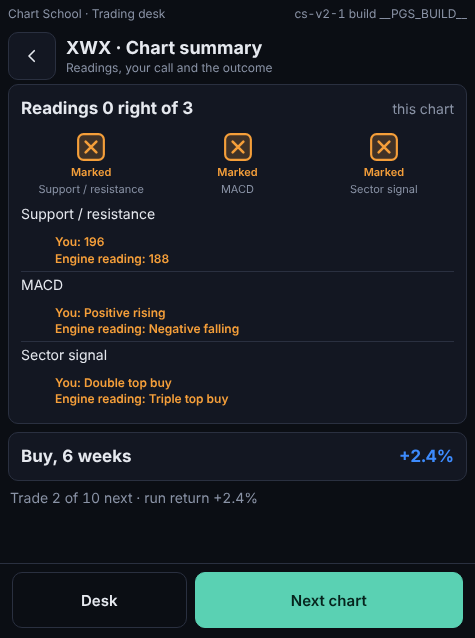 Chart School · Trading desk
cs-v2-1 build __PGS_BUILD__
XWX · Chart summary
Readings, your call and the outcome
Readings 0 right of 3
this chart
Marked
Marked
Marked
Support / resistance
MACD
Sector signal
Support / resistance
You: 196
Engine reading: 188
MACD
You: Positive rising
Engine reading: Negative falling
Sector signal
You: Double top buy
Engine reading: Triple top buy
Buy, 6 weeks
+2.4%
Trade 2 of 10 next · run return +2.4%
Desk
Next chart